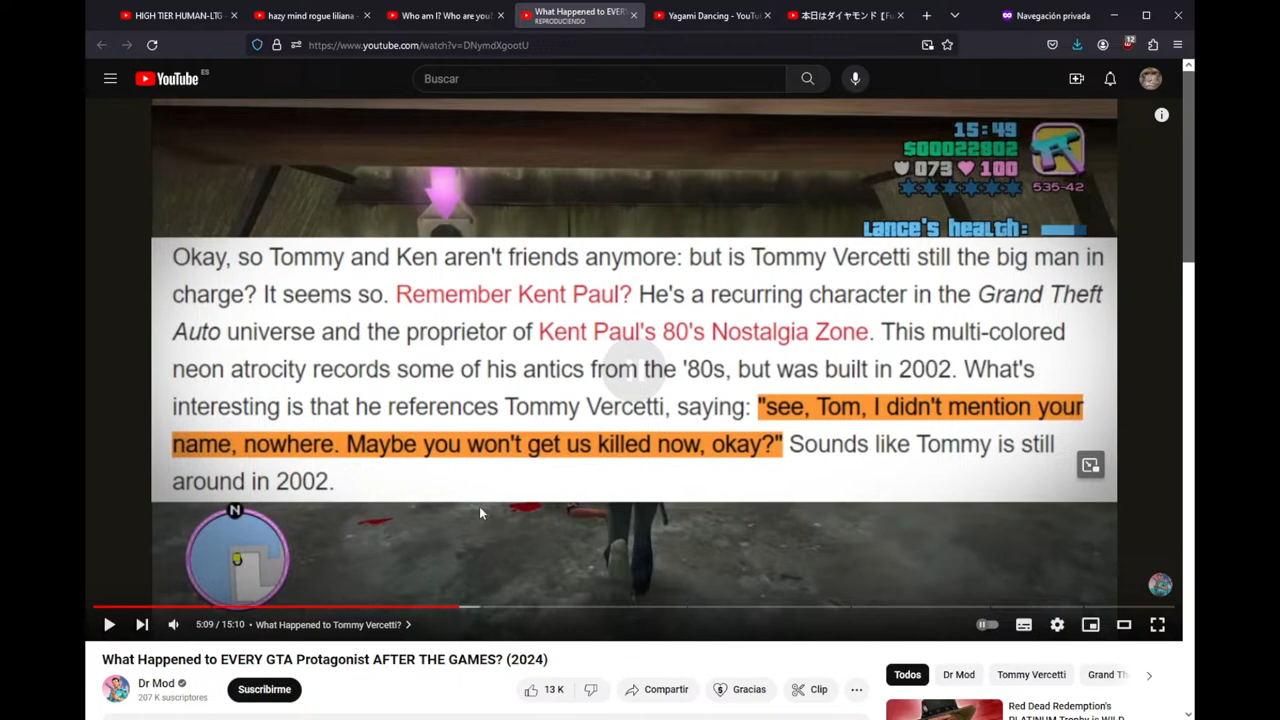 HIGH TIER HUMAN-LTG
hazy mind rogue liliana -
Who am I? Who are you!
What Happened to EVER
REPRODUCIENDO
Yagami Dancing - YouTub
本日はダイヤモンド [Fu
Navegación privada
https://www.youtube.com/watch?v=DNymdXgootU
12
YouTube ES
Buscar
15:49
$00022802
073 100
535-42
Lance's health:
Okay, so Tommy and Ken aren't friends anymore: but is Tommy Vercetti still the big man in
charge? It seems so. Remember Kent Paul? He's a recurring character in the Grand Theft
Auto universe and the proprietor of Kent Paul's 80's Nostalgia Zone. This multi-colored
neon atrocity records some of his antics from the '80s, but was built in 2002. What's
interesting is that he references Tommy Vercetti, saying: "see, Tom, I didn't mention your
name, nowhere. Maybe you won't get us killed now, okay?" Sounds like Tommy is still
around in 2002.
N
5:09 / 15:10 • What Happened to Tommy Vercetti?
What Happened to EVERY GTA Protagonist AFTER THE GAMES? (2024)
Dr Mod
207 K suscriptores
Suscribirme
13 K
Compartir
Gracias
Clip
Todos
Dr Mod
Tommy Vercetti
Grand Th
Red Dead Redemption's
PLATINUM Trophy is WILD